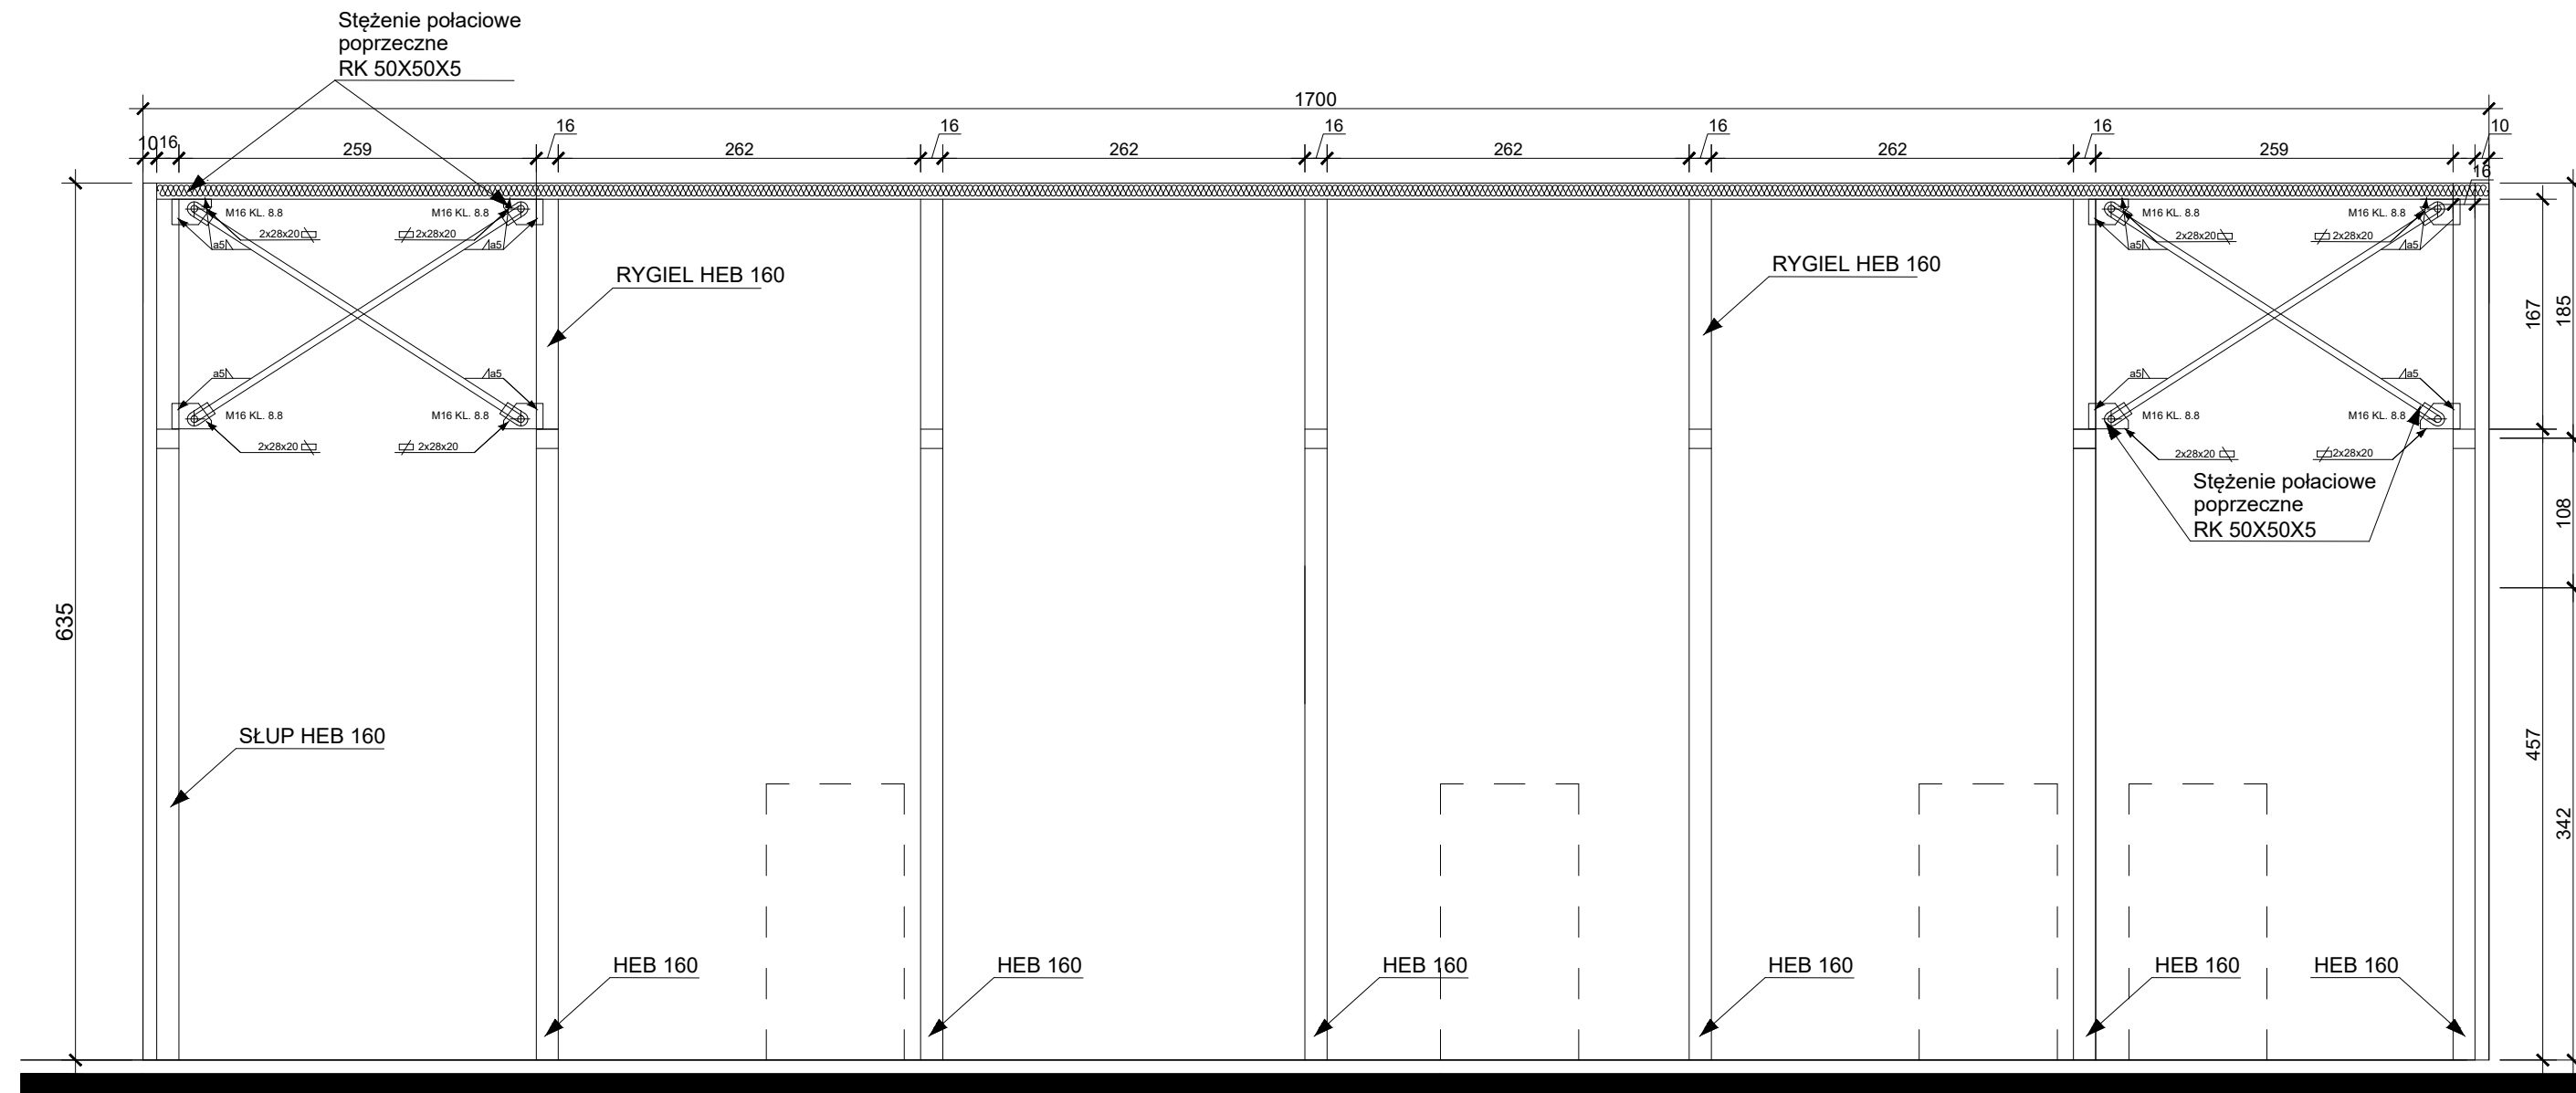 Stężenie połaciowe
poprzeczne
RK 50X50X5
1700
16
16
16
16
16
10
10
16
259
262
262
262
262
259
16
M16 KL. 8.8
M16 KL. 8.8
M16 KL. 8.8
M16 KL. 8.8
2x28x20
2x28x20
2x28x20
2x28x20
a5
a5
a5
a5
RYGIEL HEB 160
RYGIEL HEB 160
167
185
a5
a5
a5
a5
M16 KL. 8.8
M16 KL. 8.8
M16 KL. 8.8
M16 KL. 8.8
2x28x20
2x28x20
2x28x20
2x28x20
Stężenie połaciowe
poprzeczne
RK 50X50X5
108
635
SŁUP HEB 160
457
342
HEB 160
HEB 160
HEB 160
HEB 160
HEB 160
HEB 160